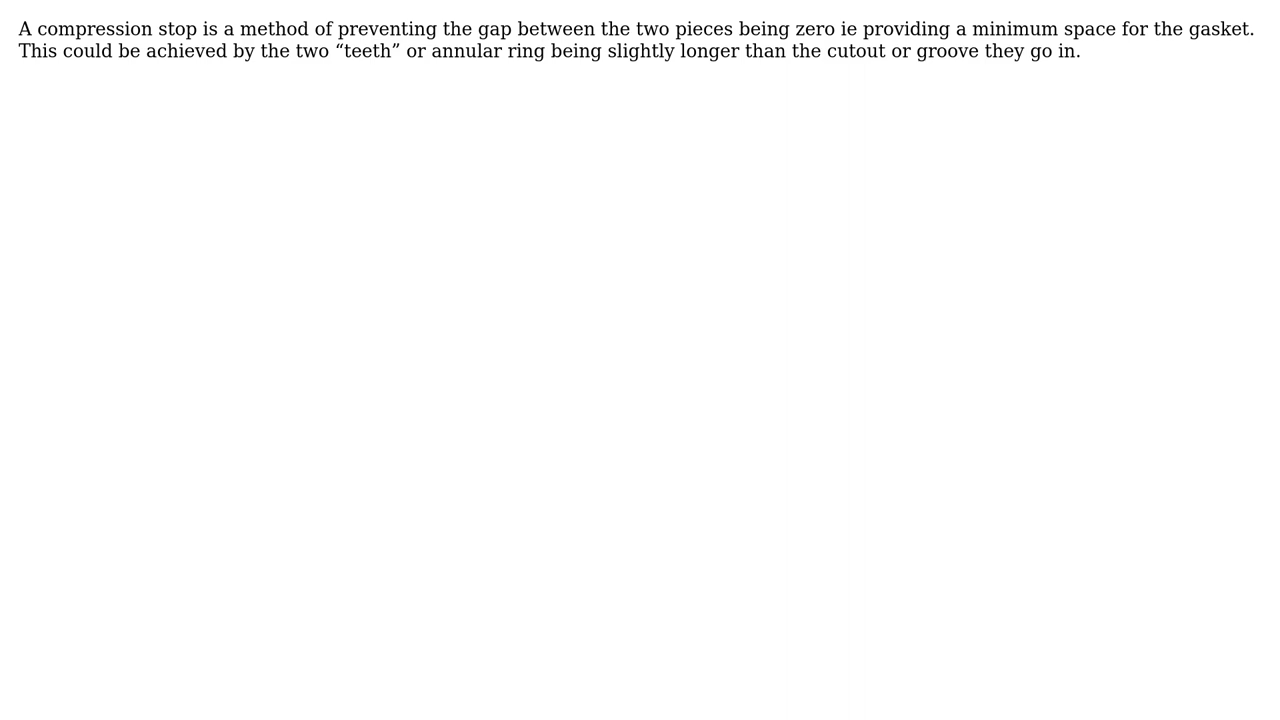 A compression stop is a method of preventing the gap between the two pieces being zero ie providing a minimum space for the gasket.
This could be achieved by the two “teeth” or annular ring being slightly longer than the cutout or groove they go in.